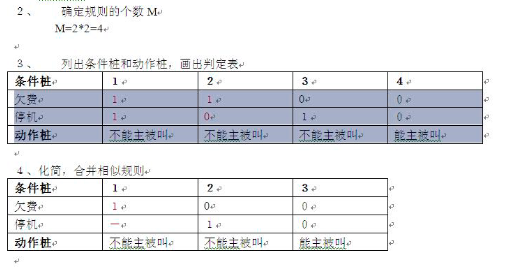 2、 确定规则的个数 M
M=2*2=4
3、 列出条件桩和动作桩，画出判定表
条件桩 1 2 3 4
欠费 1 1 0 0
停机 1 0 1 0
动作桩 不能主被叫 不能主被叫 不能主被叫 能主被叫
4、化简，合并相似规则
条件桩 1 2 3
欠费 1 0 0
停机 — 1 0
动作桩 不能主被叫 不能主被叫 能主被叫